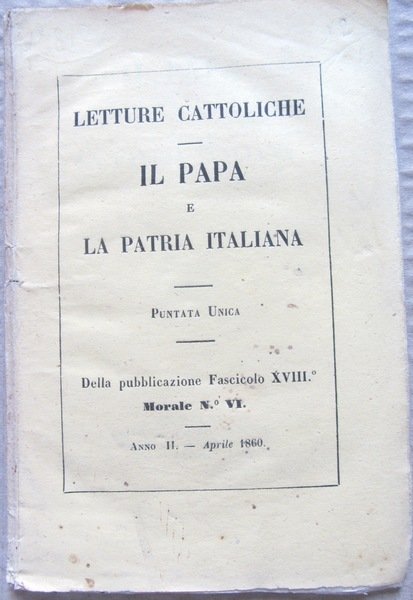 LETTURE CATTOLICHE
IL PAPA
E
LA PATRIA ITALIANA
PUNTATA UNICA
Della pubblicazione Fascicolo XVIII.º
Morale N.º VI.
ANNO II. — Aprile 1860.